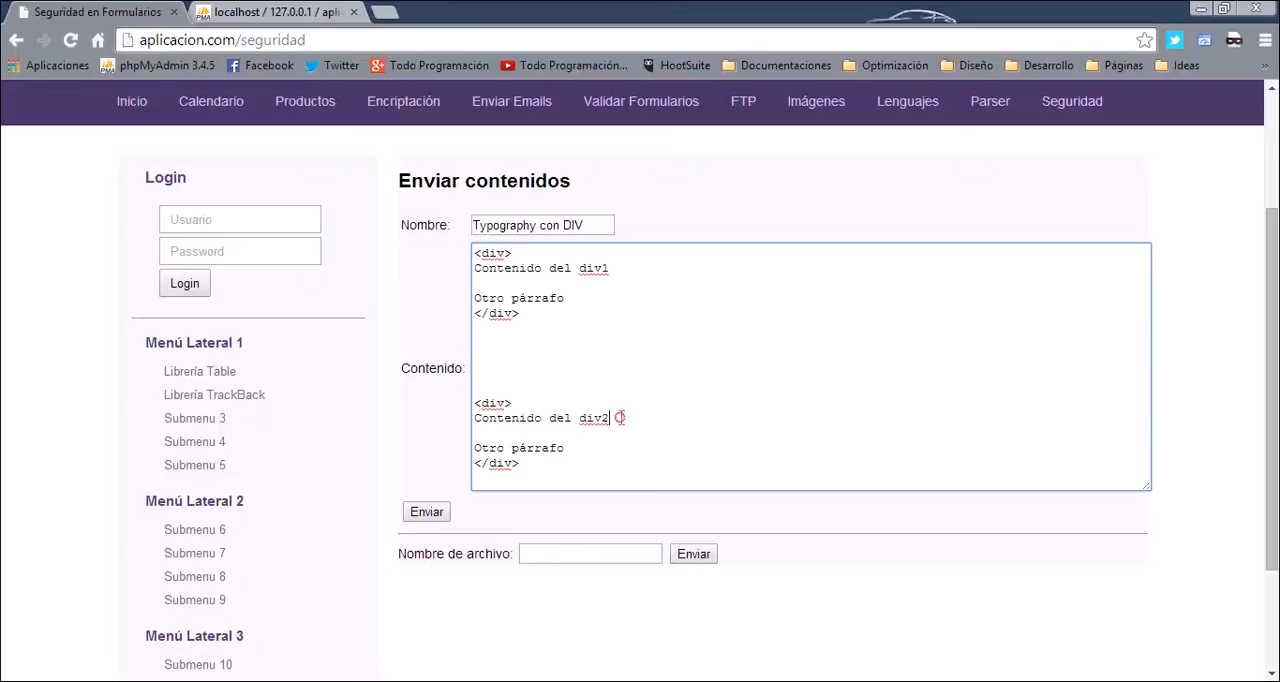 Seguridad en Formularios
localhost / 127.0.0.1 / apli
aplicacion.com/seguridad
Aplicaciones
phpMyAdmin 3.4.5
Facebook
Twitter
Todo Programación
Todo Programación...
HootSuite
Documentaciones
Optimización
Diseño
Desarrollo
Páginas
Ideas
»
Inicio
Calendario
Productos
Encriptación
Enviar Emails
Validar Formularios
FTP
Imágenes
Lenguajes
Parser
Seguridad
Login
Usuario
Password
Login
Menú Lateral 1
Librería Table
Librería TrackBack
Submenu 3
Submenu 4
Submenu 5
Menú Lateral 2
Submenu 6
Submenu 7
Submenu 8
Submenu 9
Menú Lateral 3
Submenu 10
Enviar contenidos
Nombre:
Typography con DIV
Contenido:
<div>
Contenido del div1
Otro párrafo
</div>
<div>
Contenido del div2
Otro párrafo
</div>
Enviar
Nombre de archivo:
Enviar